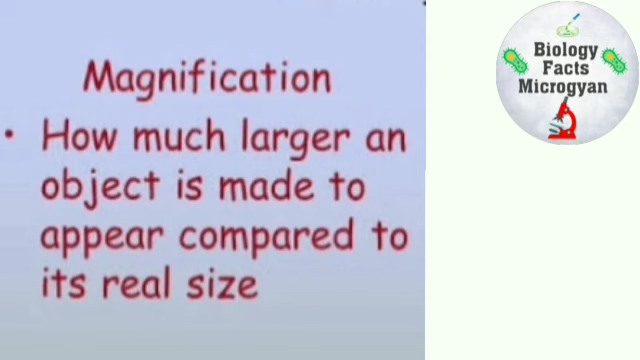 Magnification
• How much larger an
object is made to
appear compared to
its real size
Biology
Facts
Microgyan